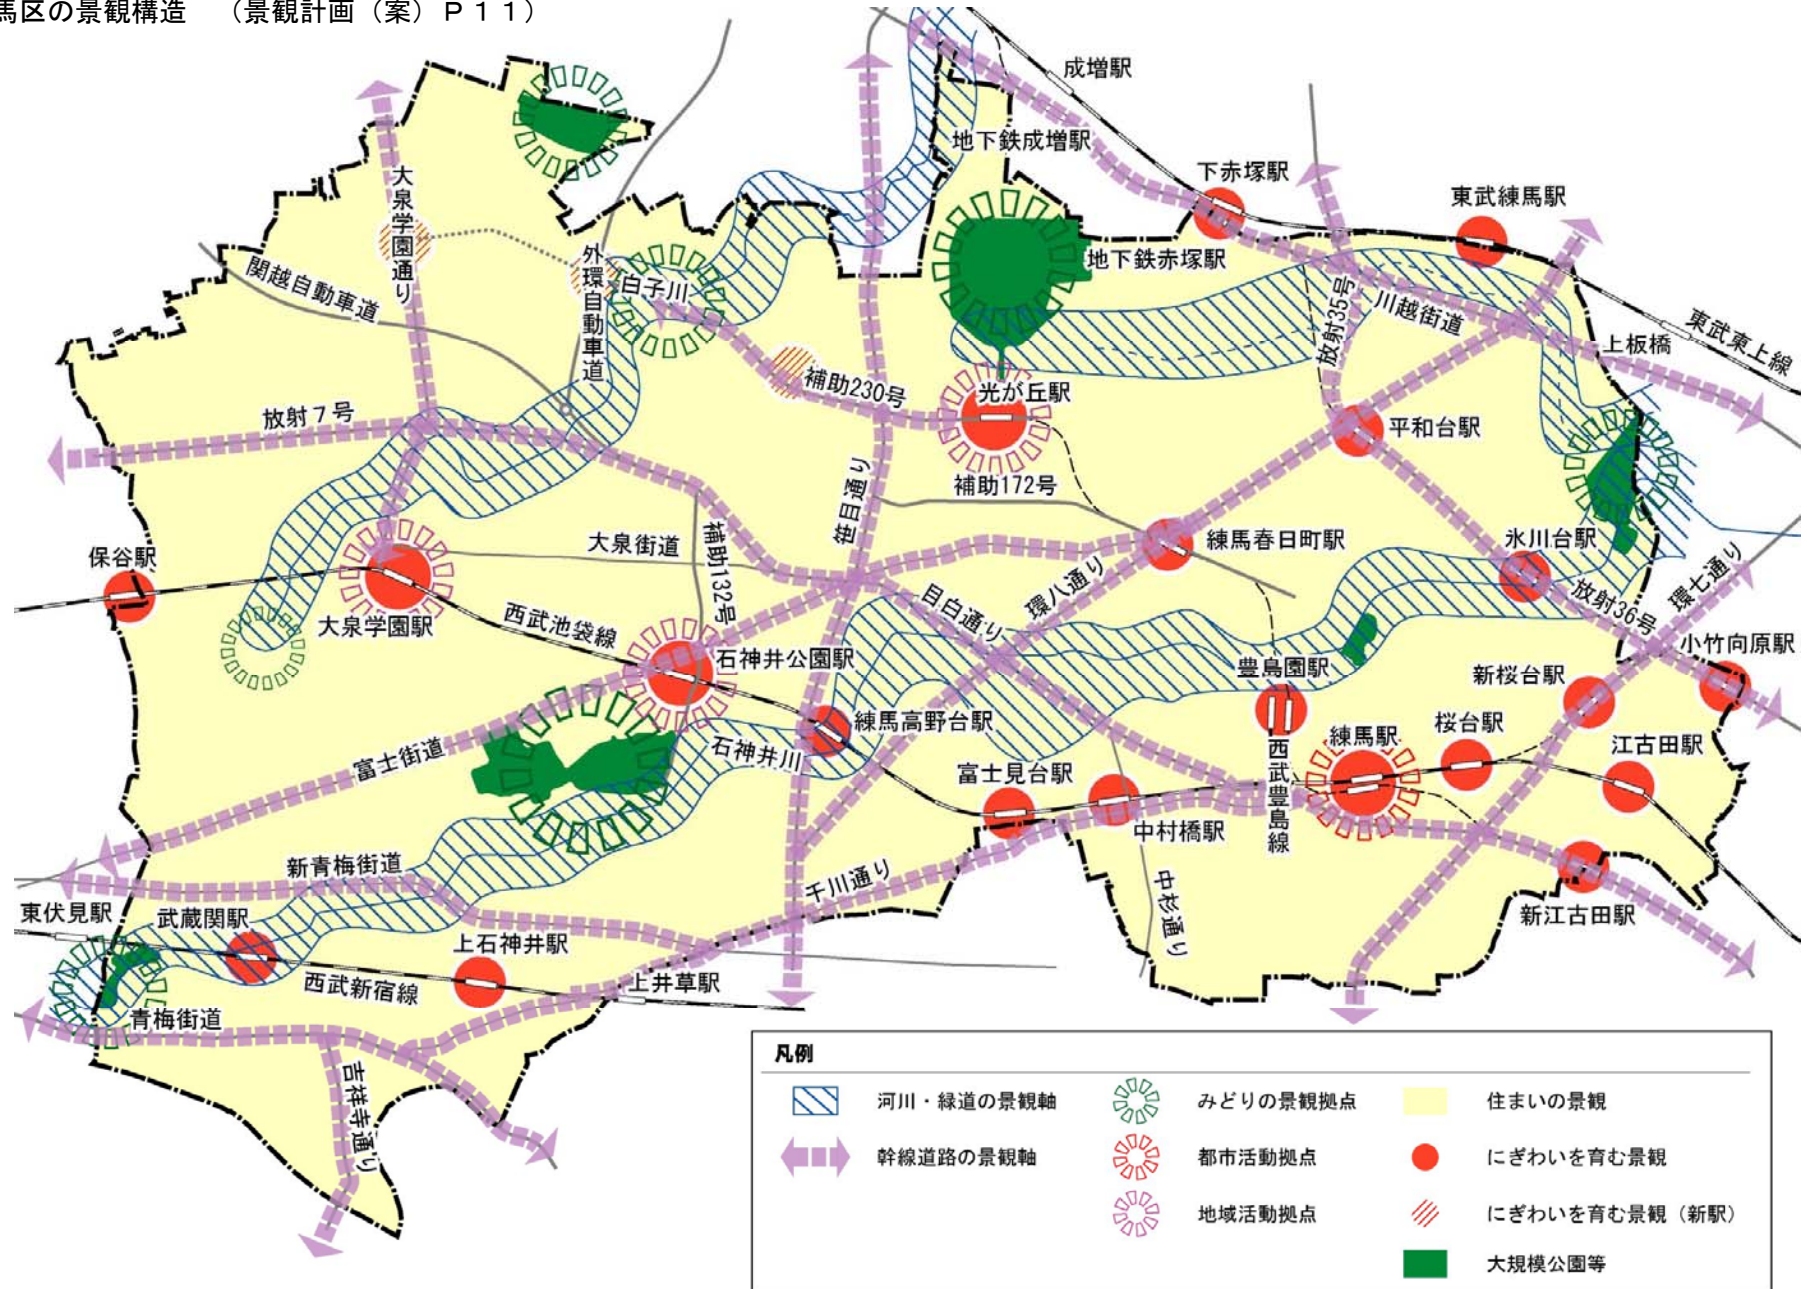 馬区の景観構造　（景観計画（案）Ｐ１１）
成増駅
地下鉄成増駅
下赤塚駅
東武練馬駅
大泉学園通り
外環自動車道
白子川
関越自動車道
地下鉄赤塚駅
放射35号
川越街道
東武東上線
上板橋
補助230号
光が丘駅
放射７号
平和台駅
笹目通り
補助172号
保谷駅
大泉街道
補助132号
練馬春日町駅
氷川台駅
大泉学園駅
西武池袋線
目白通り
環八通り
放射36号
環七通り
石神井公園駅
豊島園駅
小竹向原駅
新桜台駅
練馬高野台駅
石神井川
富士街道
富士見台駅
西武豊島線
練馬駅
桜台駅
江古田駅
中村橋駅
新青梅街道
千川通り
中杉通り
東伏見駅
武蔵関駅
上石神井駅
新江古田駅
西武新宿線
上井草駅
青梅街道
吉祥寺通り
凡例
河川・緑道の景観軸
みどりの景観拠点
住まいの景観
幹線道路の景観軸
都市活動拠点
にぎわいを育む景観
地域活動拠点
にぎわいを育む景観（新駅）
大規模公園等